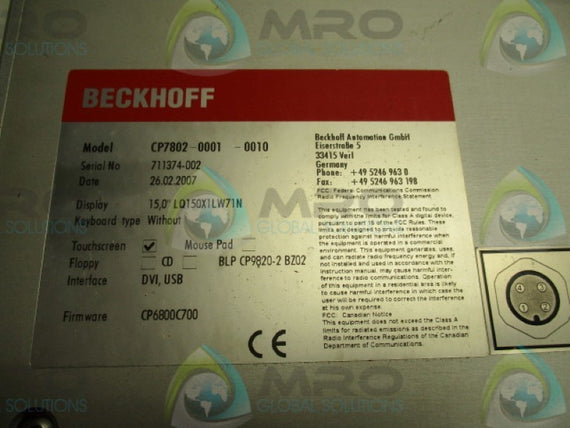 MRO
GLOBAL SOLUTIONS
BECKHOFF
Model CP7802-0001 -0010
Serial No 711374-002
Date 26.02.2007
Display 15,0" LQ150X1LW71N
Keyboard type Without
Touchscreen Mouse Pad
Floppy CD BLP CP9820-2 BZ02
Interface DVI, USB
Firmware CP6800C700
CE
Beckhoff Automation GmbH
Eiserstraße 5
33415 Verl
Germany
Phone: +49 5246 963 0
Fax: +49 5246 963 198
FCC: Federal Communications Commission
Radio Frequency Interference Statement
This equipment has been tested and found to
comply with the limits for Class A digital device,
pursuant to part 15 of the FCC Rules. These
limits are designed to provide reasonable
protection against harmful interference when
the equipment is operated in a commercial
environment. This equipment generates, uses,
and can radiate radio frequency energy and, if
not installed and used in accordance with the
instruction manual, may cause harmful inter-
ference to radio communications. Operation
of this equipment in a residential area is likely
to cause harmful interference in which case the
user will be required to correct the interference
at his own expense.
FCC: Canadian Notice
This equipment does not exceed the Class A
limits for radiated emissions as described in the
Radio Interference Regulations of the Canadian
Department of Communications.